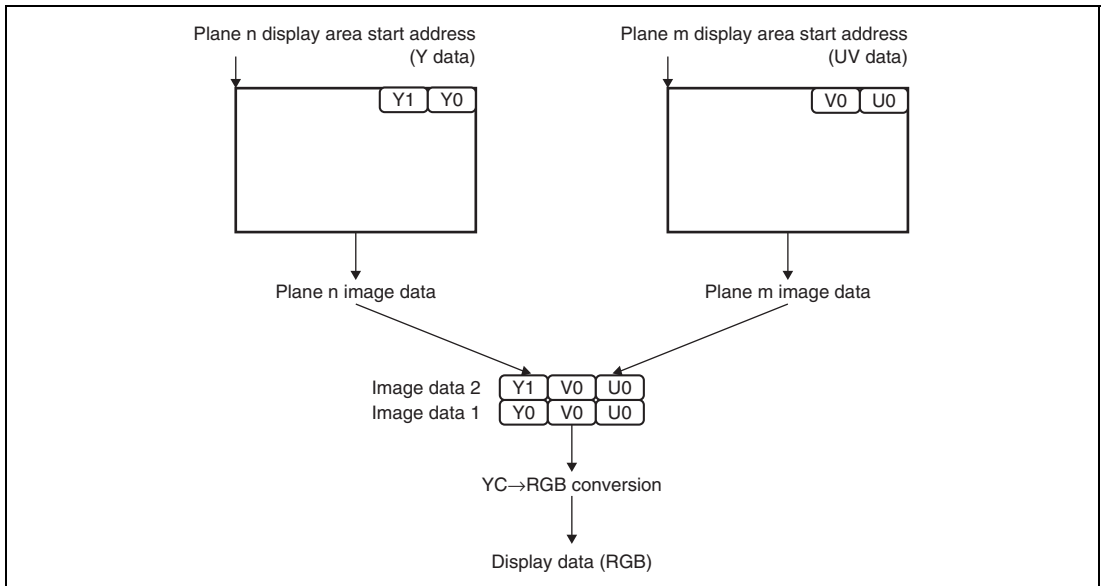 Plane n display area start address
(Y data)
Plane m display area start address
(UV data)
Y1 Y0
V0 U0
Plane n image data
Plane m image data
Image data 2 Y1 V0 U0
Image data 1 Y0 V0 U0
YC→RGB conversion
Display data (RGB)